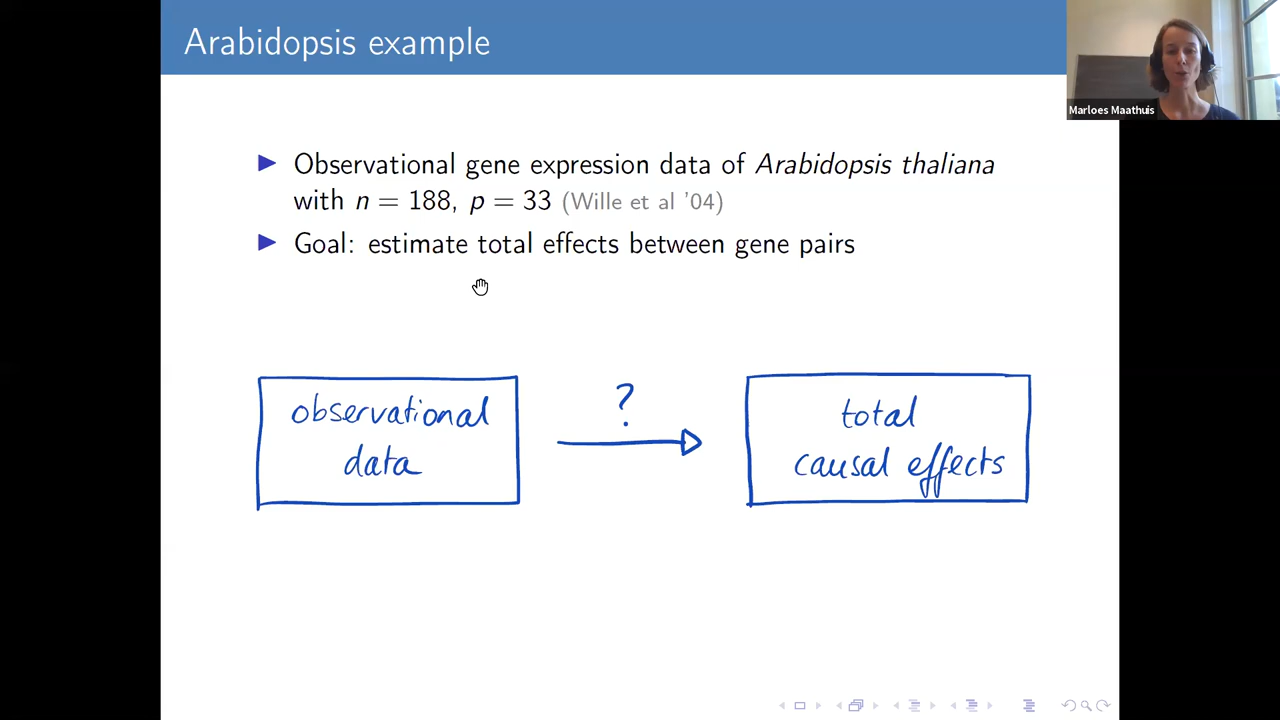 Arabidopsis example
Marloes Maathuis
Observational gene expression data of Arabidopsis thaliana
with n = 188, p = 33 (Wille et al '04)
Goal: estimate total effects between gene pairs
?
observational
data
total
causal effects